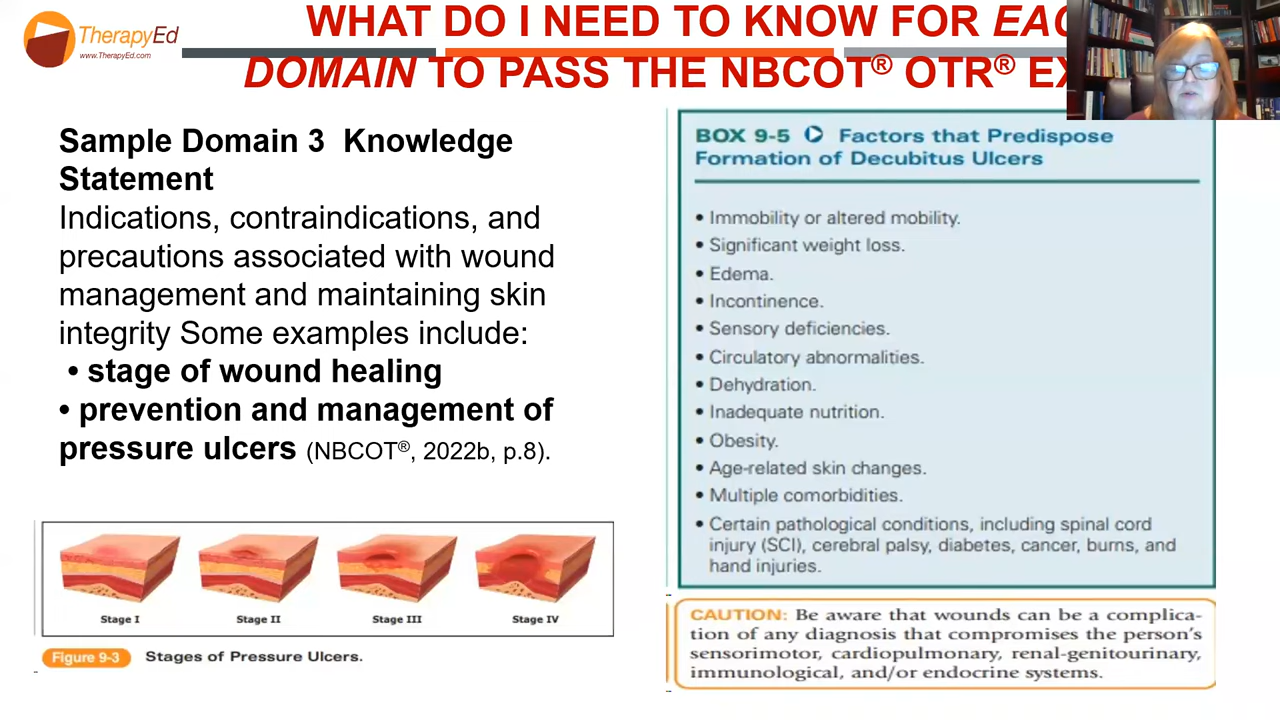 TherapyEd
www.TherapyEd.com
WHAT DO I NEED TO KNOW FOR
DOMAIN TO PASS THE NBCOT® OTR®
Sample Domain 3 Knowledge
Statement
Indications, contraindications, and
precautions associated with wound
management and maintaining skin
integrity Some examples include:
• stage of wound healing
• prevention and management of
pressure ulcers (NBCOT®, 2022b, p.8).
Stage I
Stage II
Stage III
Stage IV
Figure 9-3 Stages of Pressure Ulcers.
BOX 9-5 Factors that Predispose
Formation of Decubitus Ulcers
• Immobility or altered mobility.
• Significant weight loss.
• Edema.
• Incontinence.
• Sensory deficiencies.
• Circulatory abnormalities.
• Dehydration.
• Inadequate nutrition.
• Obesity.
• Age-related skin changes.
• Multiple comorbidities.
• Certain pathological conditions, including spinal cord
injury (SCI), cerebral palsy, diabetes, cancer, burns, and
hand injuries.
CAUTION: Be aware that wounds can be a complica-
tion of any diagnosis that compromises the person's
sensorimotor, cardiopulmonary, renal-genitourinary,
immunological, and/or endocrine systems.